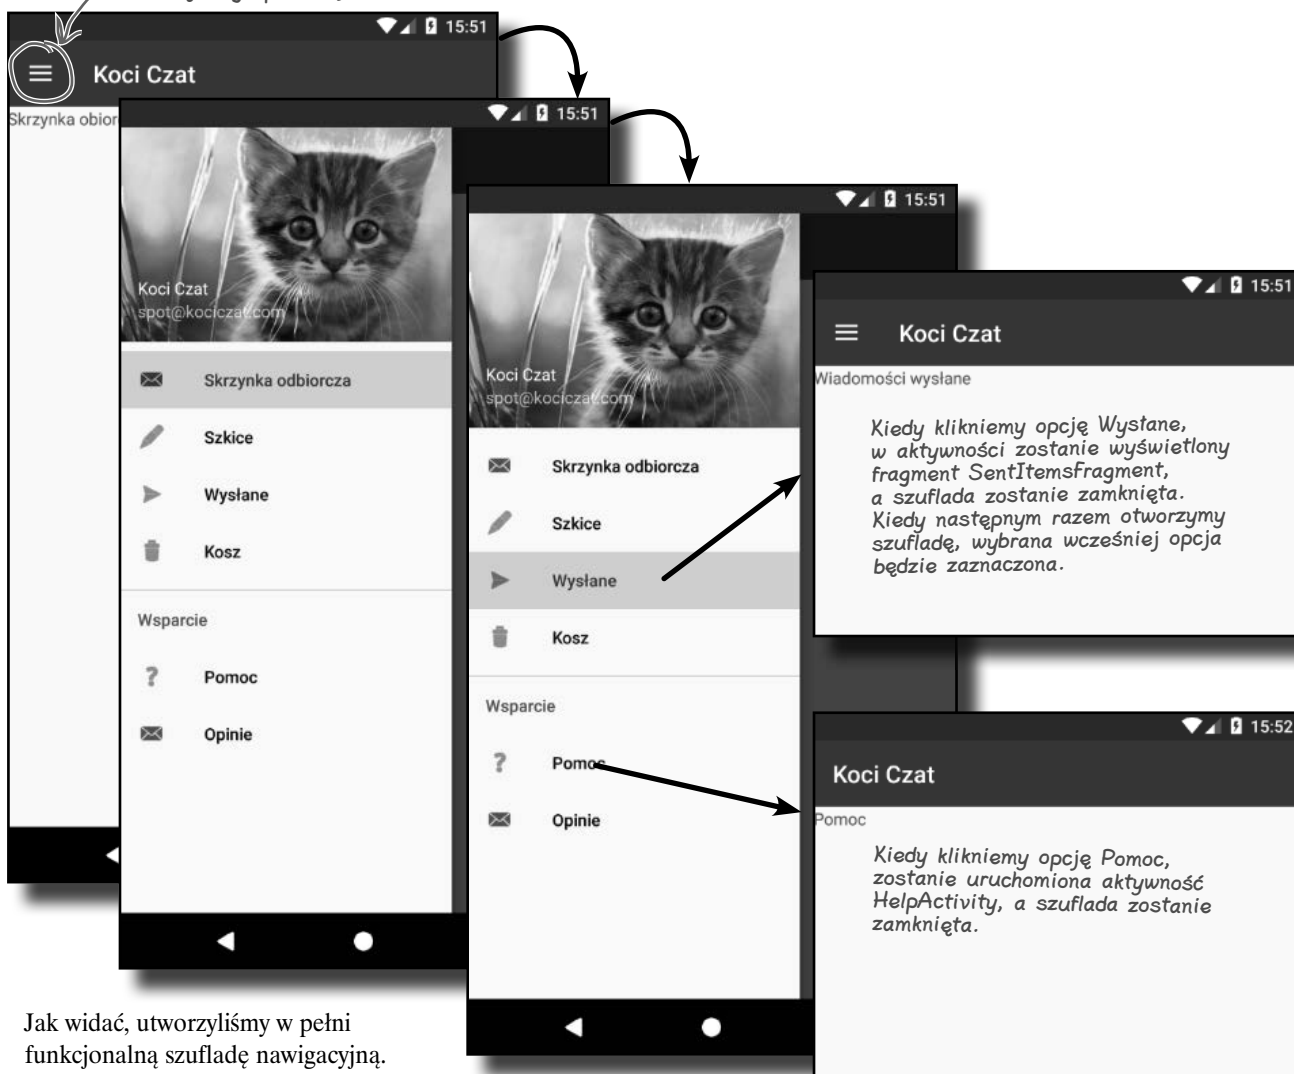 15:51
Koci Czat
15:51
Koci Czat
spot@kociczat.com
Skrzynka odbiorcza
Szkice
Wysłane
Kosz
Wsparcie
Pomoc
Opinie
15:51
Koci Czat
spot@kociczat.com
Skrzynka odbiorcza
Szkice
Wysłane
Kosz
Wsparcie
Pomoc
Opinie
15:51
Koci Czat
Wiadomości wysłane
Kiedy klikniemy opcję Wysłane,
w aktywności zostanie wyświetlony
fragment SentItemsFragment,
a szuflada zostanie zamknięta.
Kiedy następnym razem otworzymy
szufladę, wybrana wcześniej opcja
będzie zaznaczona.
15:52
Koci Czat
Pomoc
Kiedy klikniemy opcję Pomoc,
zostanie uruchomiona aktywność
HelpActivity, a szuflada zostanie
zamknięta.
Skrzynka
Jak widać, utworzyliśmy w pełni
funkcjonalną szufladę nawigacyjną.